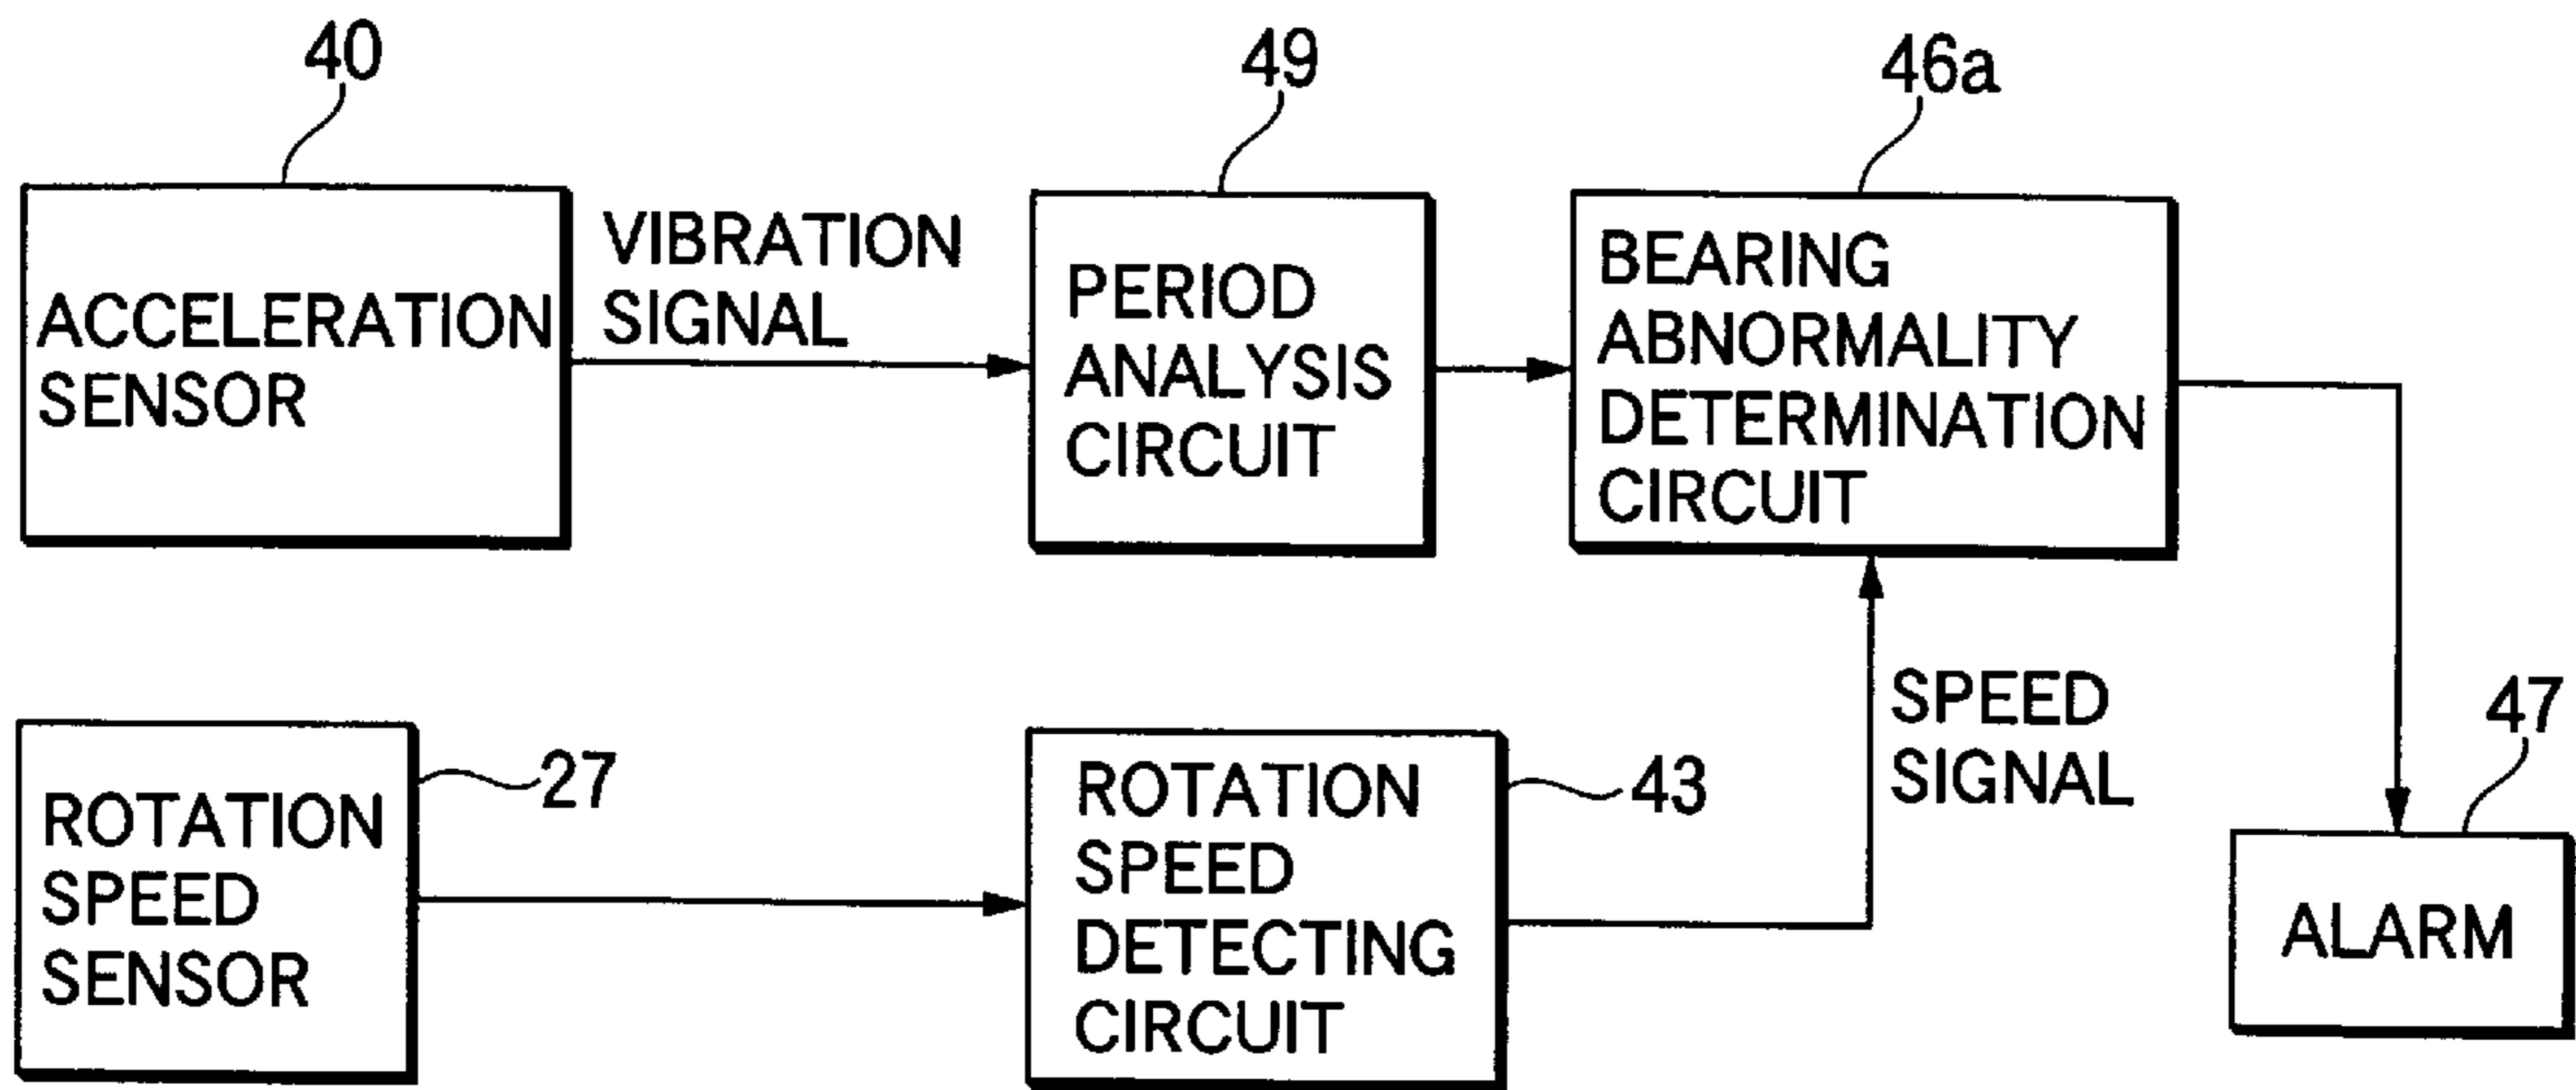 40
49
46a
ACCELERATION
SENSOR
VIBRATION
SIGNAL
PERIOD
ANALYSIS
CIRCUIT
BEARING
ABNORMALITY
DETERMINATION
CIRCUIT
ROTATION
SPEED
SENSOR
27
ROTATION
SPEED
DETECTING
CIRCUIT
43
SPEED
SIGNAL
47
ALARM